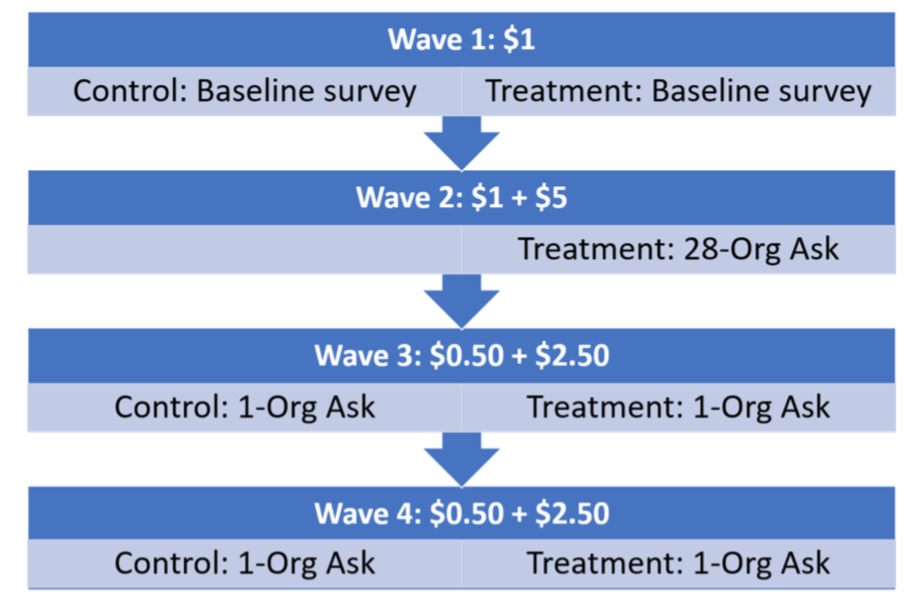 Wave 1: $1
Control: Baseline survey Treatment: Baseline survey
Wave 2: $1 + $5
Treatment: 28-Org Ask
Wave 3: $0.50 + $2.50
Control: 1-Org Ask Treatment: 1-Org Ask
Wave 4: $0.50 + $2.50
Control: 1-Org Ask Treatment: 1-Org Ask